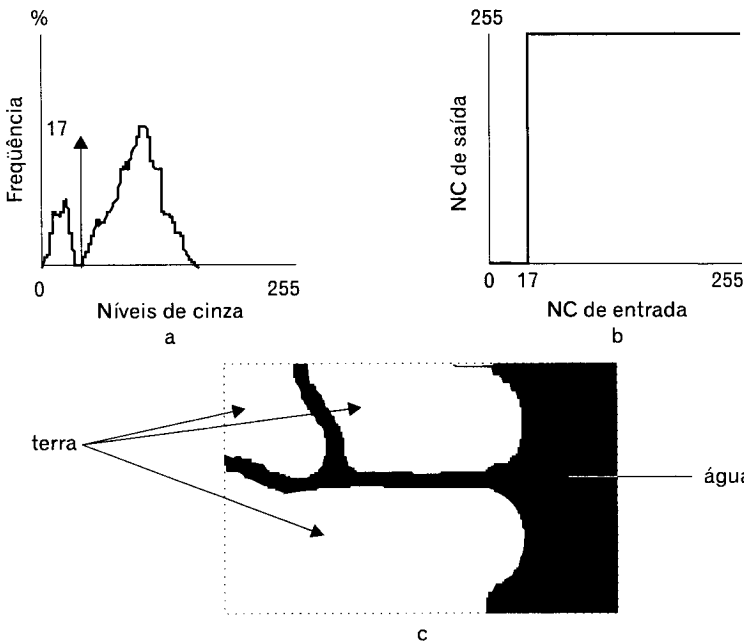 %
Freqüência
17
0
255
Níveis de cinza
a
255
NC de saída
0 17
255
NC de entrada
b
terra
água
c